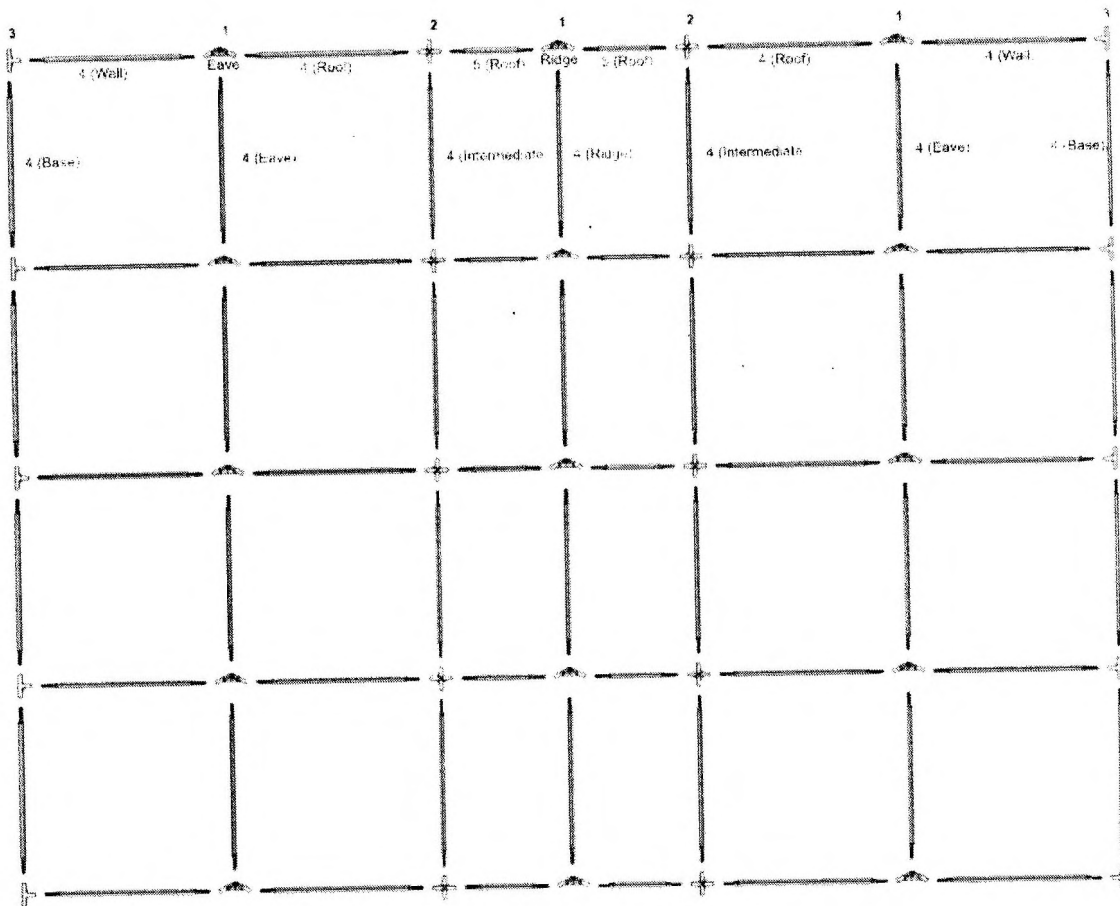 3 1 2 1 2 1 3
4 (Wall) Eave 4 (Roof) 5 (Roof) Ridge 5 (Roof) 4 (Roof) 4 (Wall)
4 (Base) 4 (Eave) 4 (Intermediate 4 (Ridge) 4 (Intermediate 4 (Eave) 4 (Base)